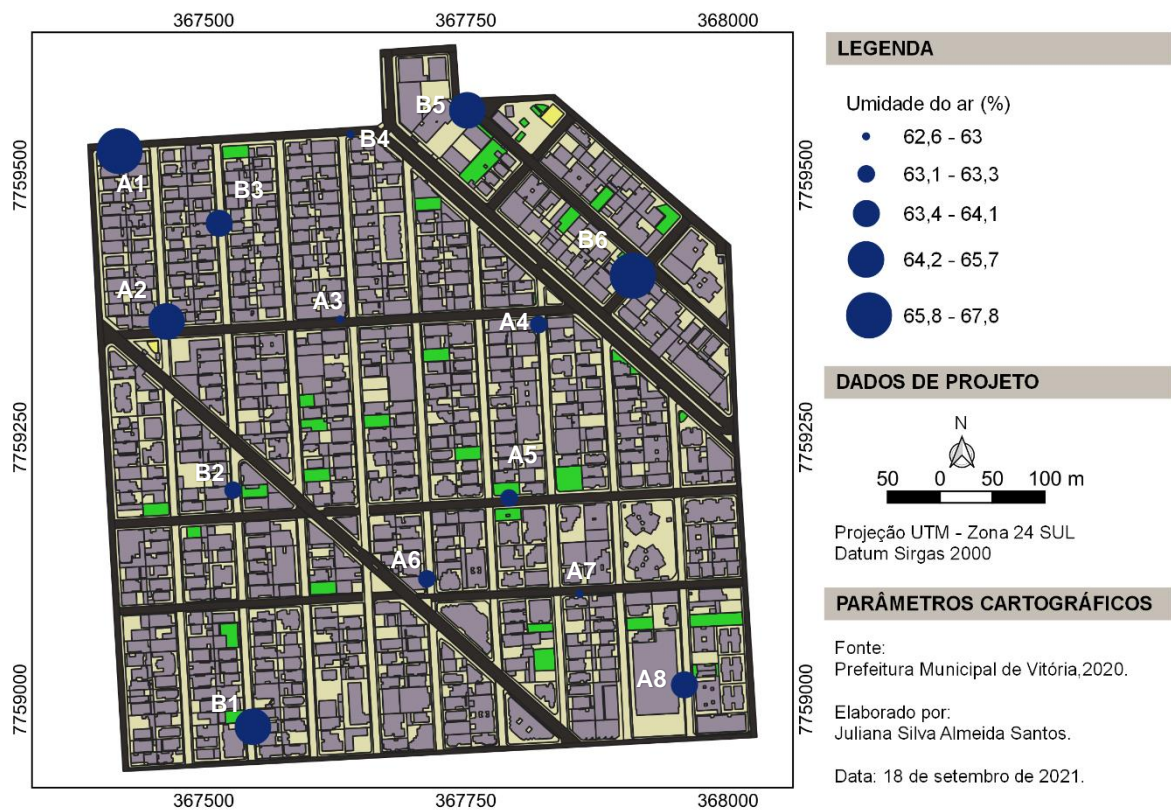 367500 367750 368000
7759500
7759250
7759000
7759500
7759250
7759000
B5
B4
A1
B3
B6
A2
A3
A4
A5
B2
A6
A7
A8
B1
367500 367750 368000
LEGENDA
Umidade do ar (%)
62,6 - 63
63,1 - 63,3
63,4 - 64,1
64,2 - 65,7
65,8 - 67,8
DADOS DE PROJETO
N
50 0 50 100 m
Projeção UTM - Zona 24 SUL
Datum Sirgas 2000
PARÂMETROS CARTOGRÁFICOS
Fonte:
Prefeitura Municipal de Vitória,2020.
Elaborado por:
Juliana Silva Almeida Santos.
Data: 18 de setembro de 2021.